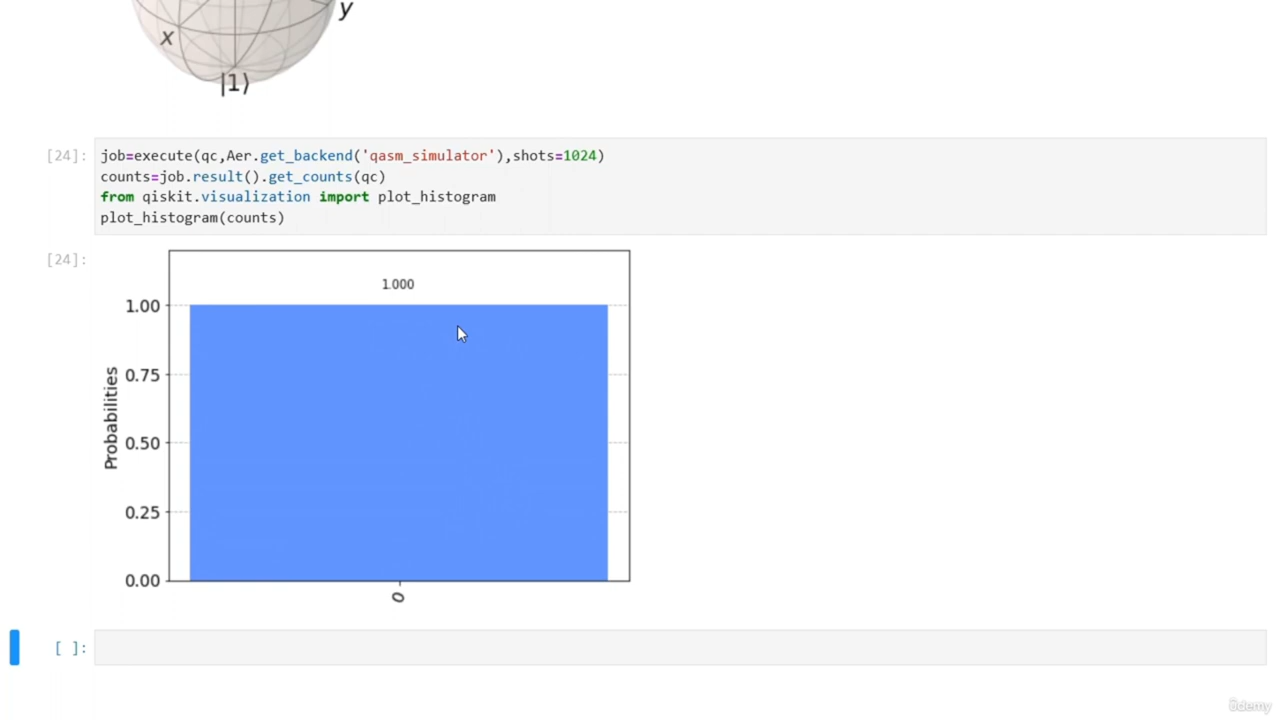 y
x
|1⟩
[24]:
job=execute(qc,Aer.get_backend('qasm_simulator'),shots=1024)
counts=job.result().get_counts(qc)
from qiskit.visualization import plot_histogram
plot_histogram(counts)
[24]:
1.000
1.00
0.75
Probabilities
0.50
0.25
0.00
0
[ ]:
ûdemy